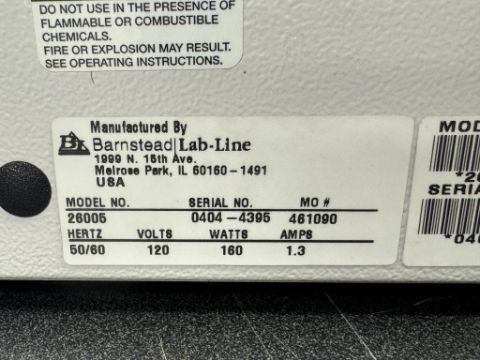 DO NOT USE IN THE PRESENCE OF
FLAMMABLE OR COMBUSTIBLE
CHEMICALS.
FIRE OR EXPLOSION MAY RESULT.
SEE OPERATING INSTRUCTIONS.
Manufactured By
Barnstead|Lab-Line
1999 N. 15th Ave.
Melrose Park, IL 60160-1491
USA
MODEL NO. SERIAL NO. MO #
26005 0404-4395 461090
HERTZ VOLTS WATTS AMPS
50/60 120 160 1.3
MOD
*2
SERIA
*04